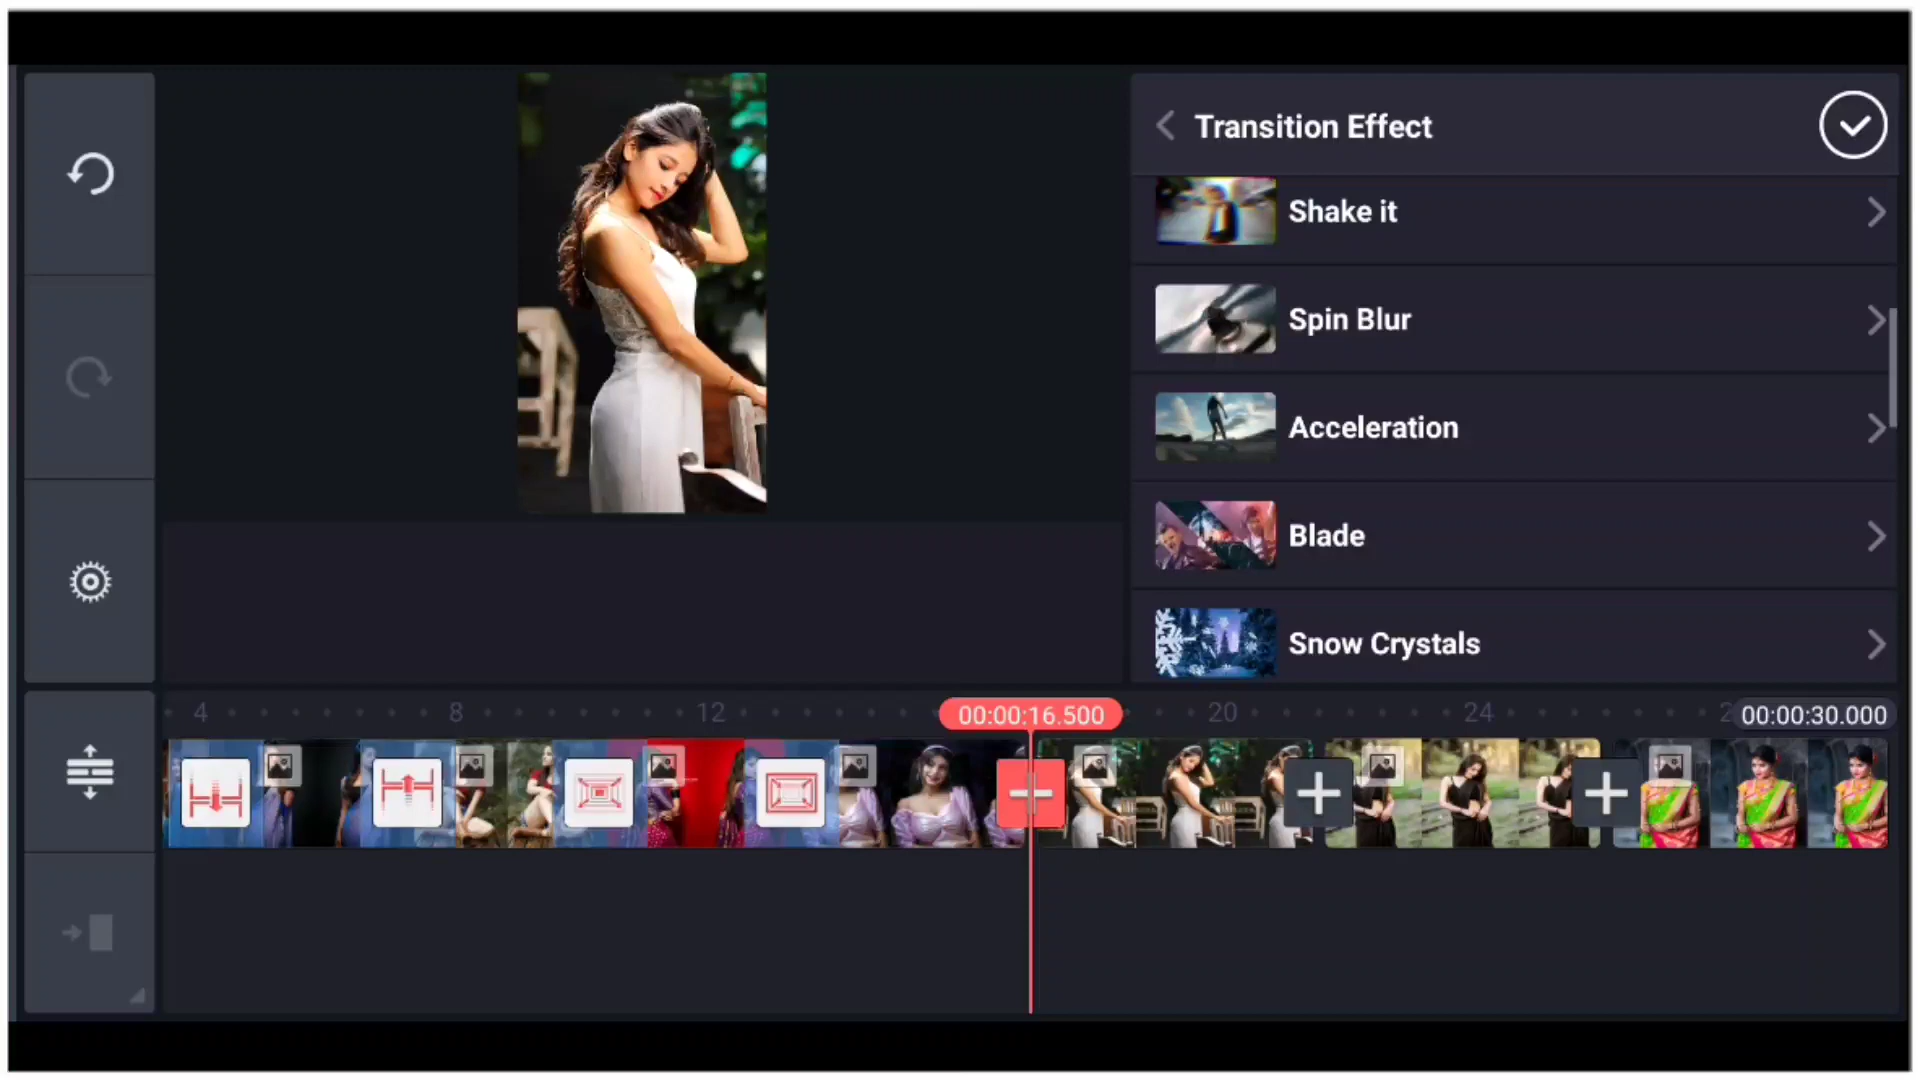 Transition Effect
Shake it
Spin Blur
Acceleration
Blade
Snow Crystals
4 8 12 00:00:16.500 20 24 2 00:00:30.000